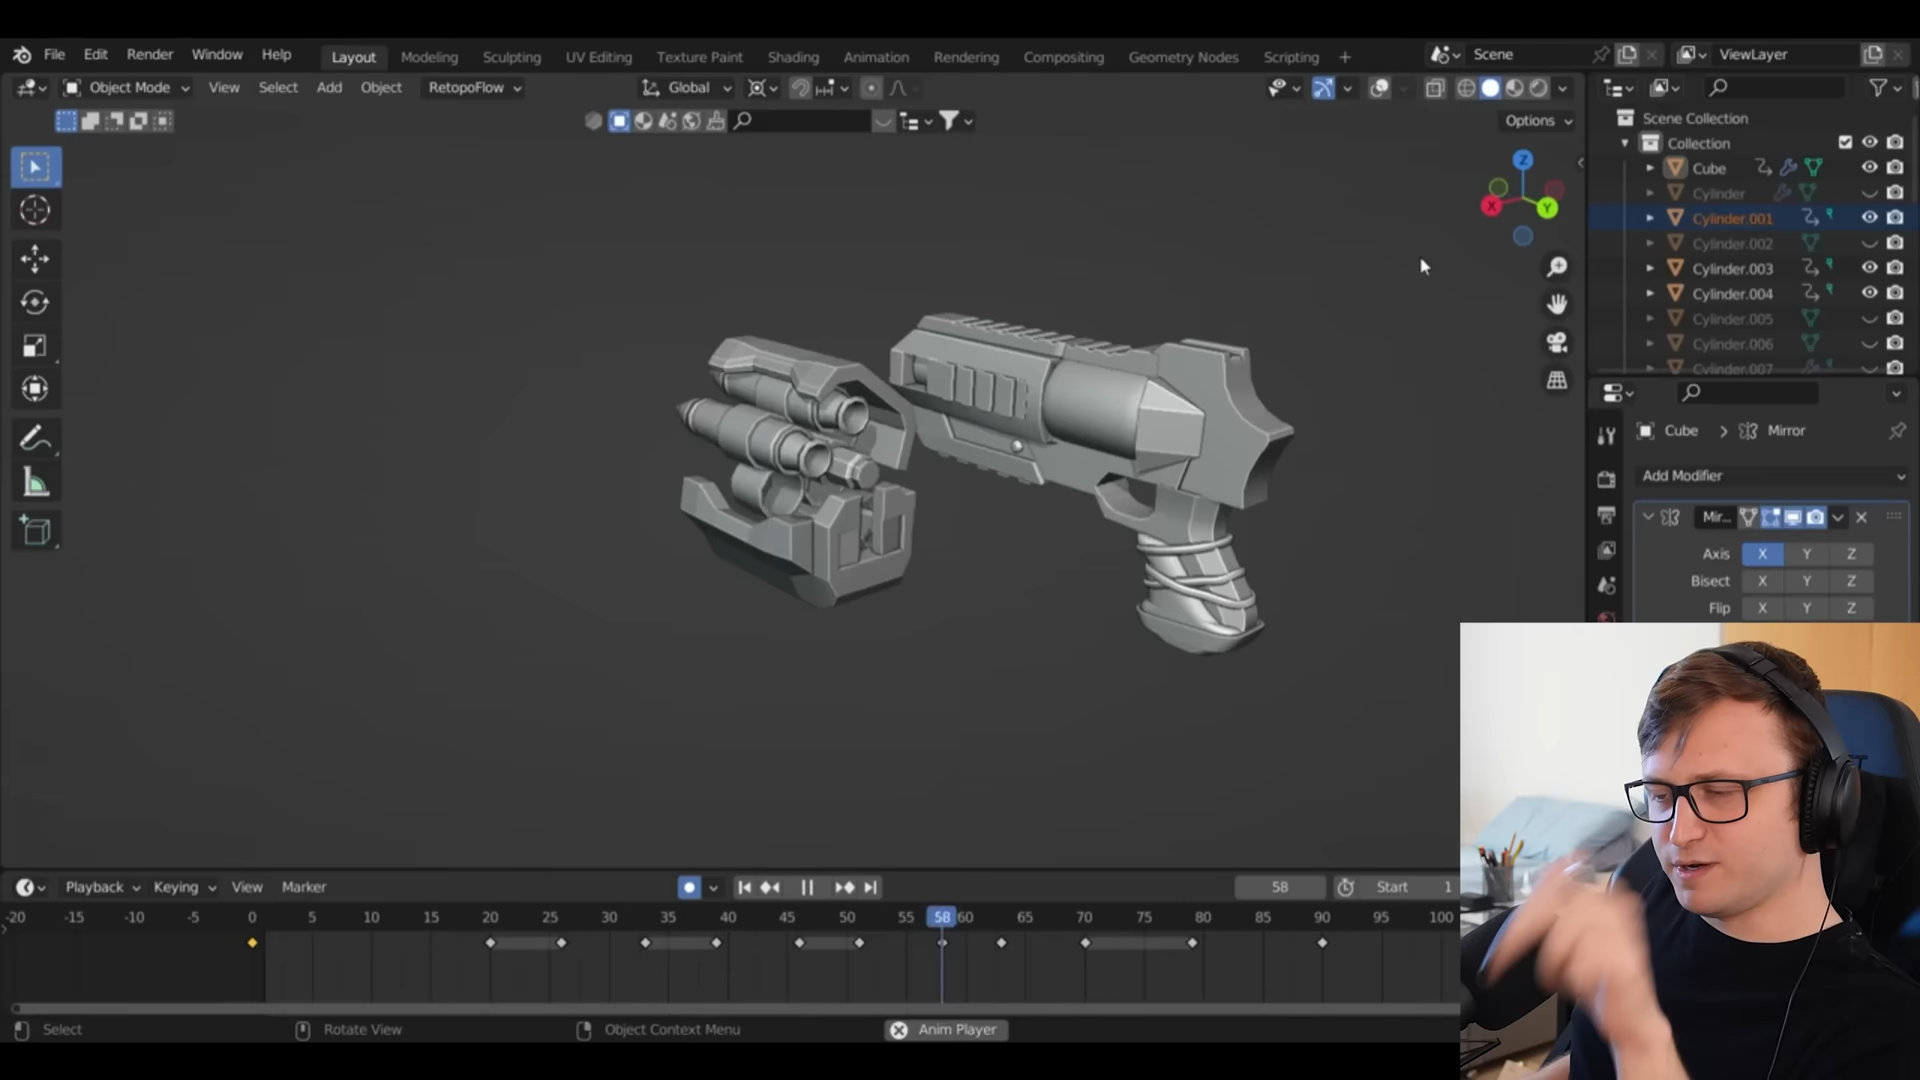 File Edit Render Window Help Layout Modeling Sculpting UV Editing Texture Paint Shading Animation Rendering Compositing Geometry Nodes Scripting + Scene ViewLayer
Object Mode View Select Add Object RetopoFlow Global
Options
Scene Collection
Collection
Cube
Cylinder
Cylinder.001
Cylinder.002
Cylinder.003
Cylinder.004
Cylinder.005
Cylinder.006
Cylinder.007
Z
X
Y
Cube > Mirror
Add Modifier
Mir...
Axis X Y Z
Bisect X Y Z
Flip X Y Z
Playback Keying View Marker 58 Start 1
-20 -15 -10 -5 0 5 10 15 20 25 30 35 40 45 50 55 58 60 65 70 75 80 85 90 95 100
Select Rotate View Object Context Menu Anim Player